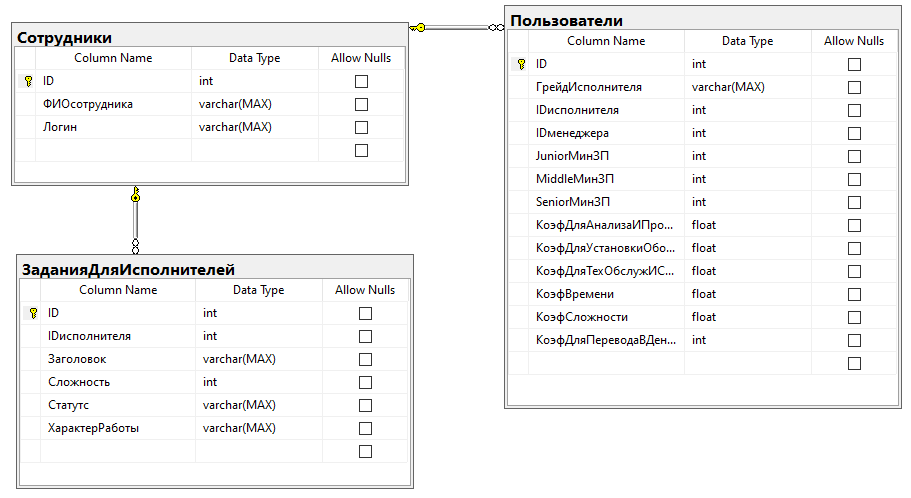 Сотрудники
Column Name Data Type Allow Nulls
ID int
ФИОсотрудника varchar(MAX)
Логин varchar(MAX)
Пользователи
Column Name Data Type Allow Nulls
ID int
ГрейдИсполнителя varchar(MAX)
IDисполнителя int
IDменеджера int
JuniorМинЗП int
MiddleМинЗП int
SeniorМинЗП int
КоэфДляАнализаИПро... float
КоэфДляУстановкиОбо... float
КоэфДляТехОбслужИС... float
КоэфВремени float
КоэфСложности float
КоэфДляПереводаВДен... int
ЗаданияДляИсполнителей
Column Name Data Type Allow Nulls
ID int
IDисполнителя int
Заголовок varchar(MAX)
Сложность int
Статутс varchar(MAX)
ХарактерРаботы varchar(MAX)